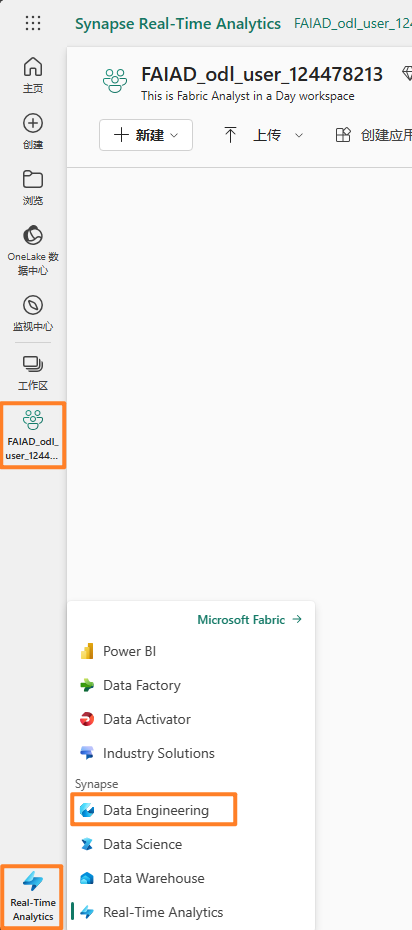 Synapse Real-Time Analytics FAIAD_odl_user_124478213
主页
创建
浏览
OneLake 数
据中心
监视中心
工作区
FAIAD_odl_
user_1244...
FAIAD_odl_user_124478213
This is Fabric Analyst in a Day workspace
新建
上传
创建应用
Microsoft Fabric
Power BI
Data Factory
Data Activator
Industry Solutions
Synapse
Data Engineering
Data Science
Data Warehouse
Real-Time Analytics
Real-Time
Analytics